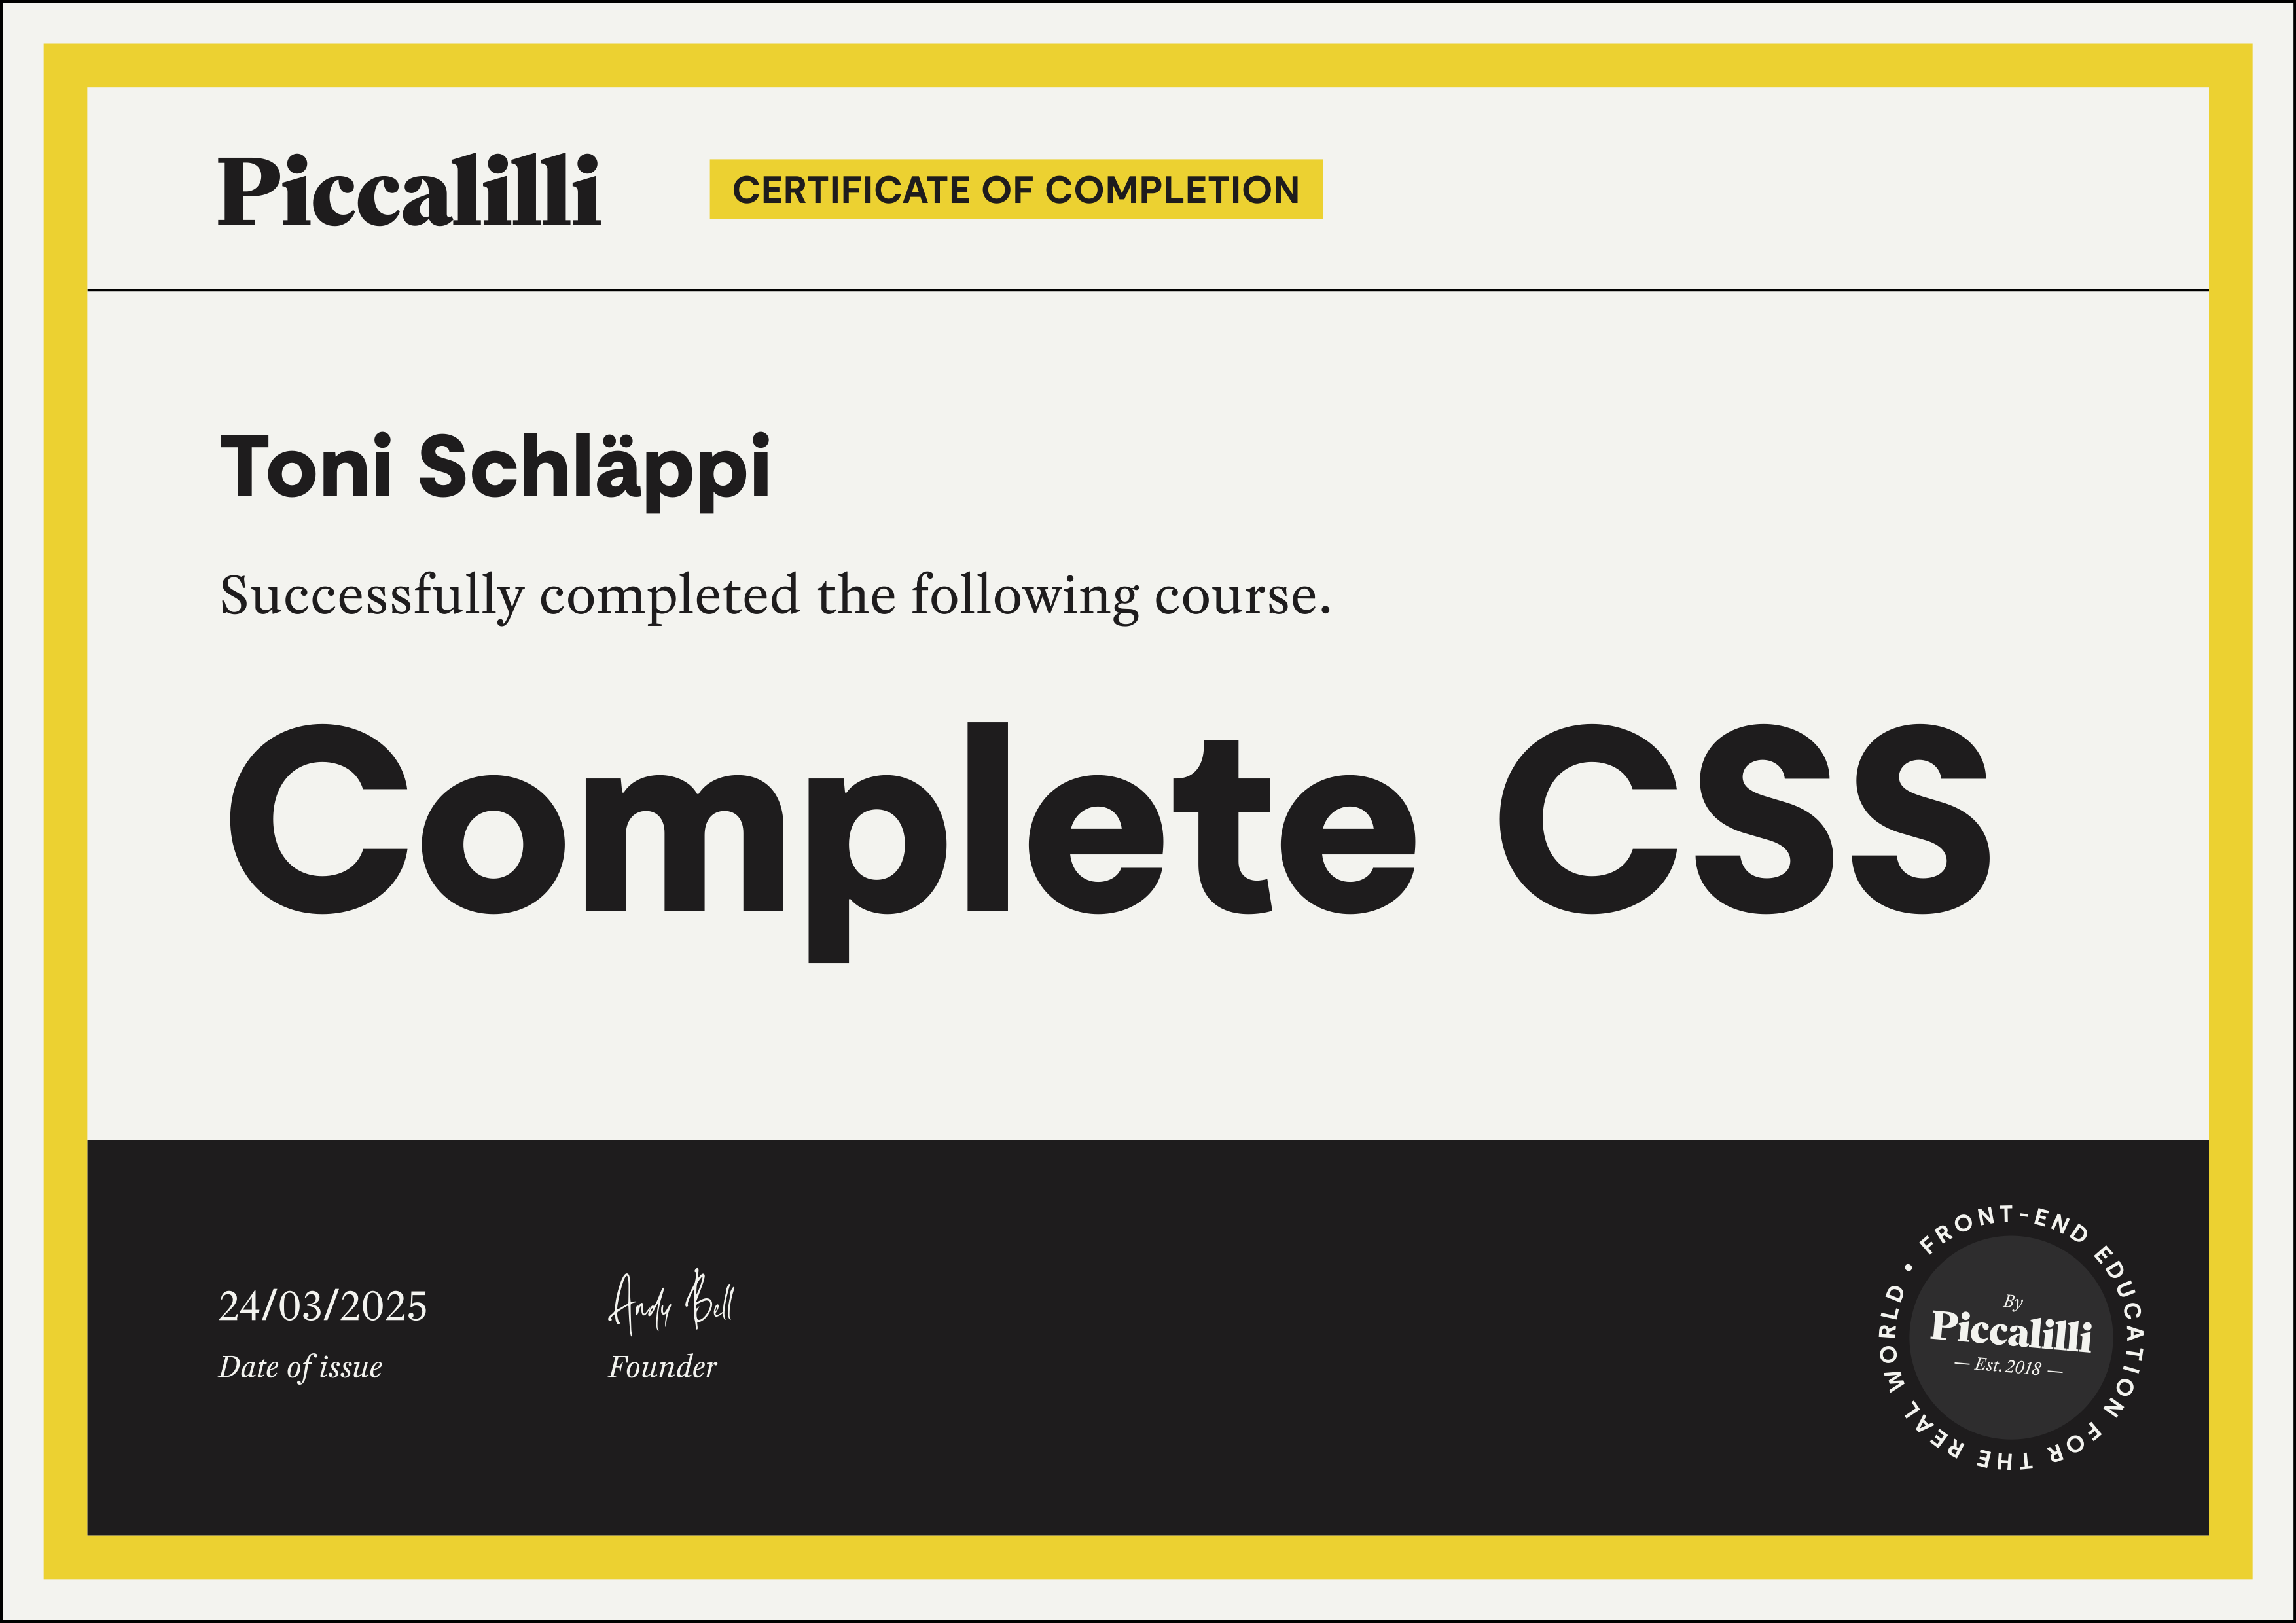 Piccalilli
CERTIFICATE OF COMPLETION
Toni Schläppi
Successfully completed the following course.
Complete CSS
24/03/2025
Date of issue
Andy Bell
Founder
FRONT-END EDUCATION FOR THE REAL WORLD •
By
Piccalilli
— Est. 2018 —